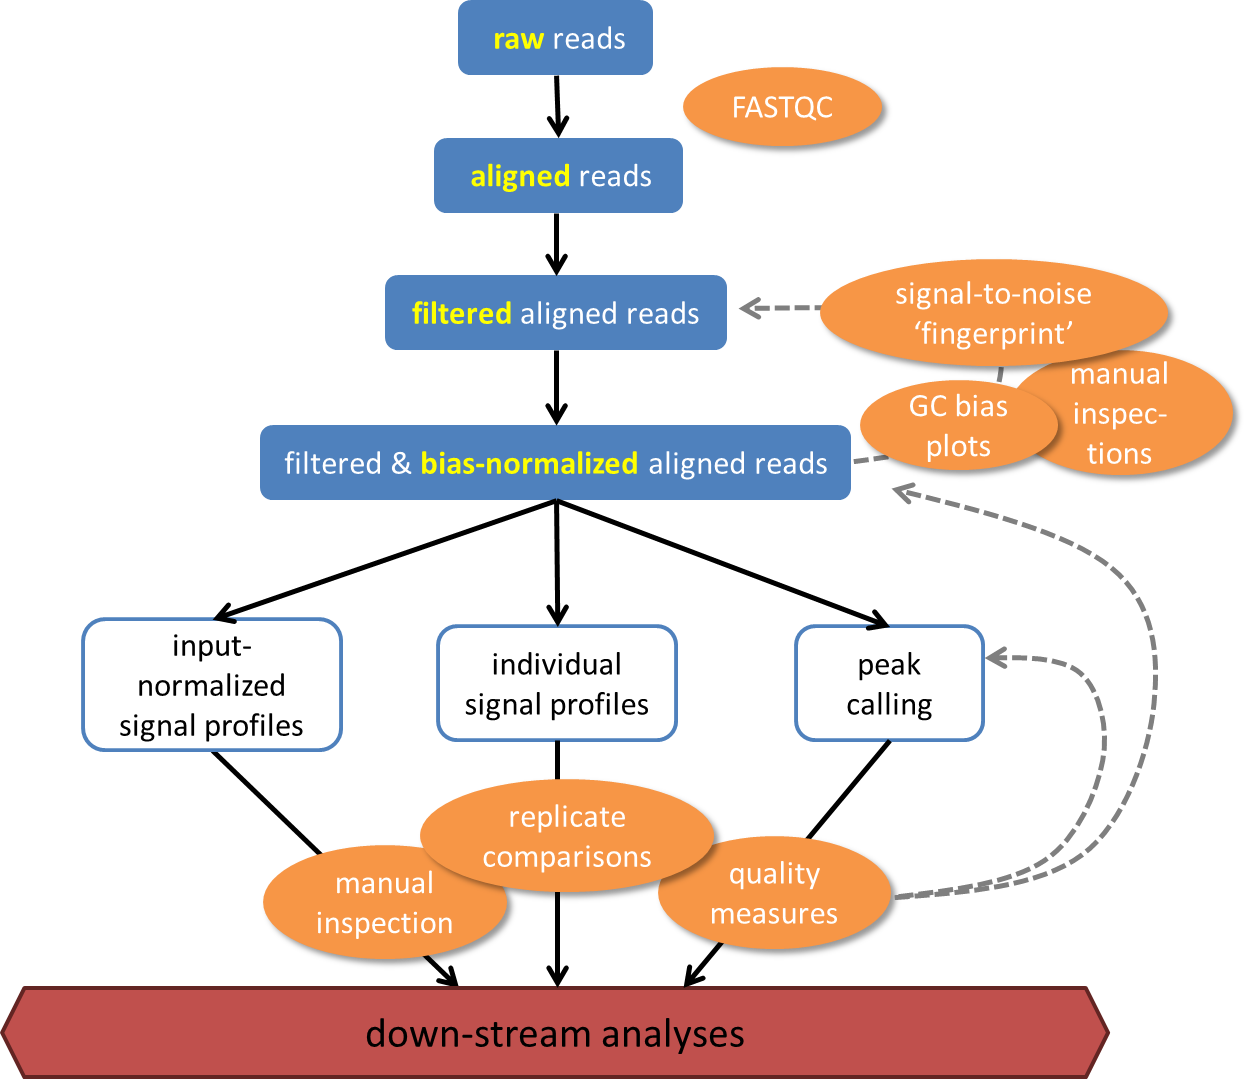 raw reads
FASTQC
aligned reads
signal-to-noise
‘fingerprint’
filtered aligned reads
manual
inspec-
tions
GC bias
plots
filtered & bias-normalized aligned reads
input-
normalized
signal profiles
individual
signal profiles
peak
calling
replicate
comparisons
manual
inspection
quality
measures
down-stream analyses